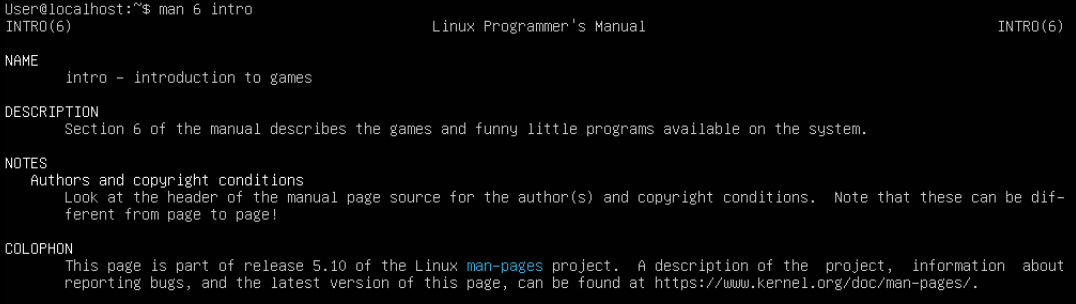 User@localhost:~$ man 6 intro
INTRO(6) Linux Programmer's Manual INTRO(6)
NAME
intro - introduction to games
DESCRIPTION
Section 6 of the manual describes the games and funny little programs available on the system.
NOTES
Authors and copyright conditions
Look at the header of the manual page source for the author(s) and copyright conditions. Note that these can be dif-
ferent from page to page!
COLOPHON
This page is part of release 5.10 of the Linux man-pages project. A description of the project, information about
reporting bugs, and the latest version of this page, can be found at https://www.kernel.org/doc/man-pages/.